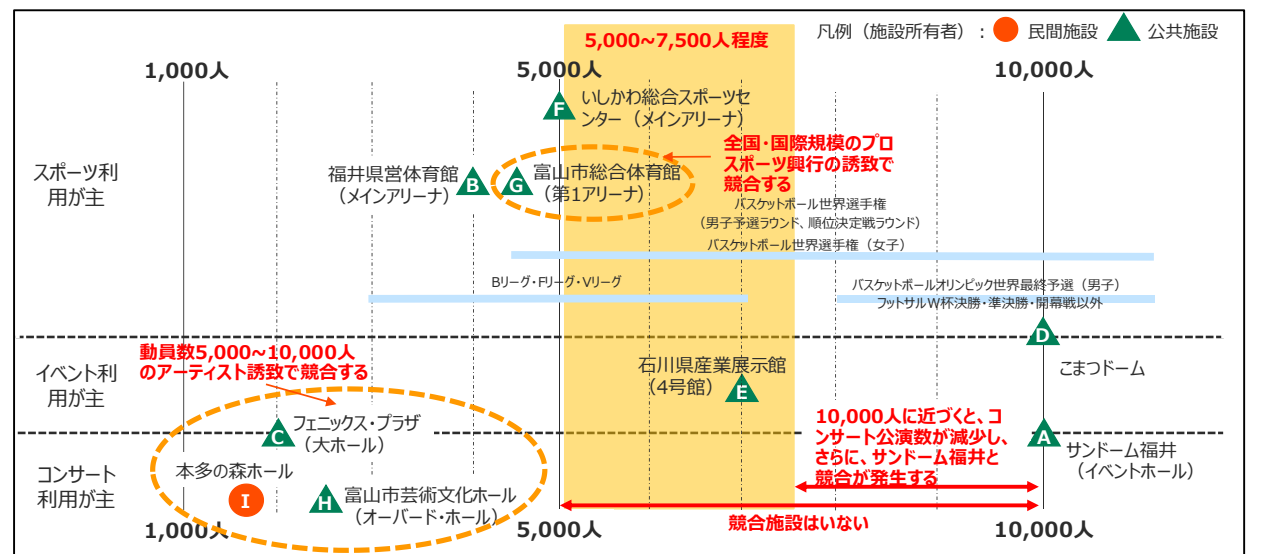 凡例（施設所有者）：民間施設 公共施設
5,000~7,500人程度
1,000人
5,000人
10,000人
スポーツ利
用が主
F
いしかわ総合スポーツセ
ンター（メインアリーナ）
全国・国際規模のプロ
スポーツ興行の誘致で
競合する
福井県営体育館
（メインアリーナ）
B
G
富山市総合体育館
（第1アリーナ）
バスケットボール世界選手権
（男子予選ラウンド、順位決定戦ラウンド）
バスケットボール世界選手権（女子）
Bリーグ・Fリーグ・Vリーグ
バスケットボールオリンピック世界最終予選（男子）
フットサルW杯決勝・準決勝・開幕戦以外
D
こまつドーム
動員数5,000~10,000人
のアーティスト誘致で競合する
イベント利
用が主
石川県産業展示館
（4号館）
E
C
フェニックス・プラザ
（大ホール）
10,000人に近づくと、コ
ンサート公演数が減少し、
さらに、サンドーム福井と
競合が発生する
A
サンドーム福井
（イベントホール）
コンサート
利用が主
本多の森ホール
I
H
富山市芸術文化ホール
（オーバード・ホール）
競合施設はいない
1,000人
5,000人
10,000人